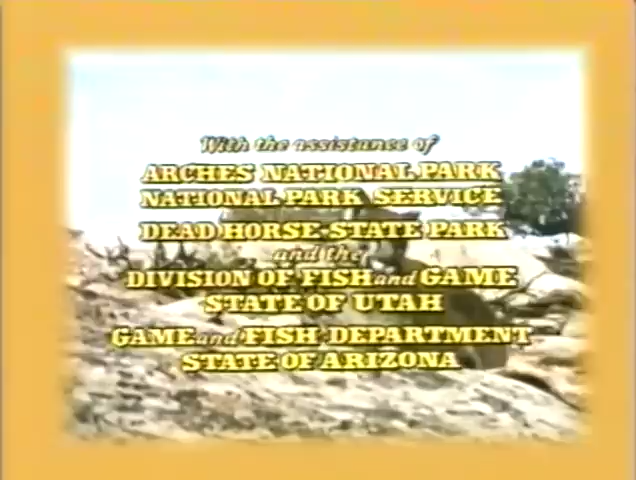 With the assistance of
ARCHES NATIONAL PARK
NATIONAL PARK SERVICE
DEAD HORSE STATE PARK
and the
DIVISION OF FISH and GAME
STATE OF UTAH
GAME and FISH DEPARTMENT
STATE OF ARIZONA